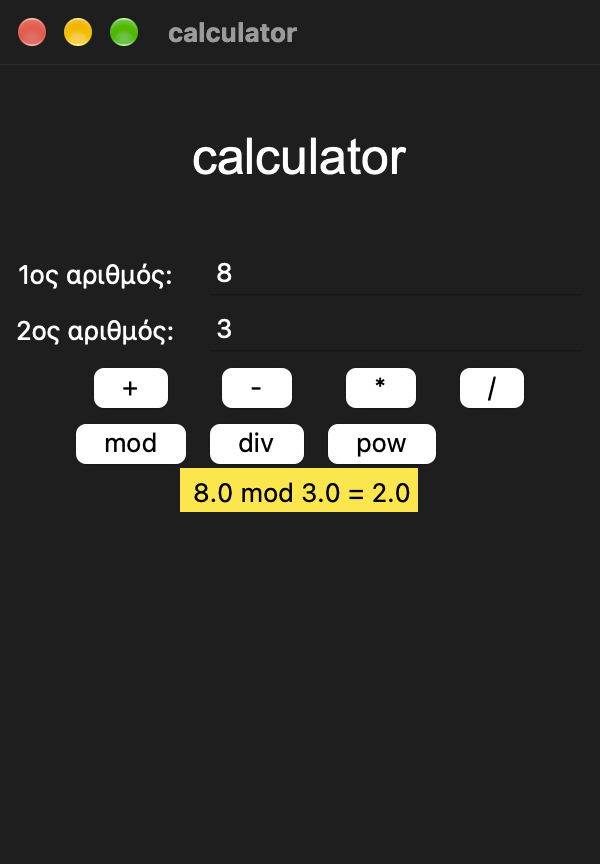 calculator
calculator
1ος αριθμός: 8
2ος αριθμός: 3
+ - * /
mod div pow
8.0 mod 3.0 = 2.0